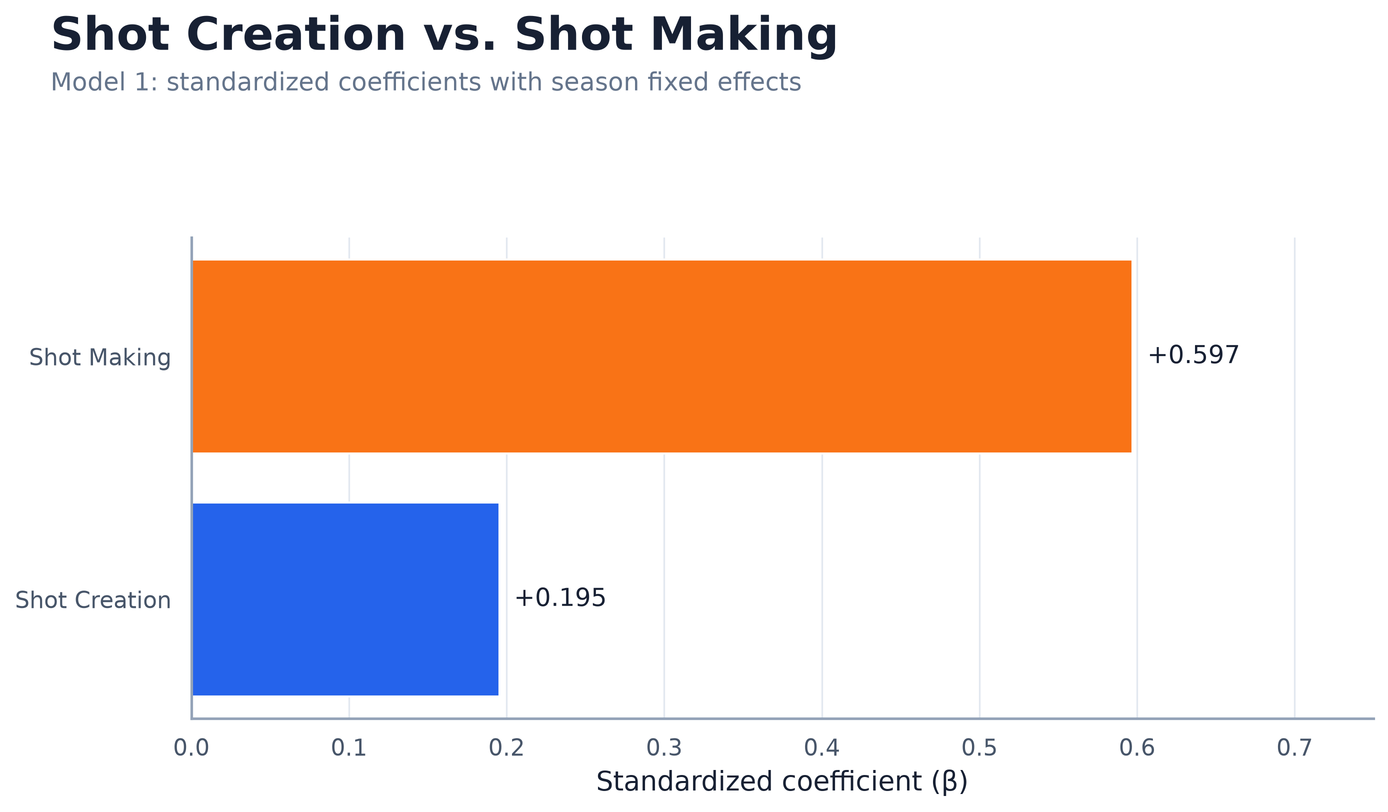 Shot Creation vs. Shot Making
Model 1: standardized coefficients with season fixed effects
Shot Making
+0.597
Shot Creation
+0.195
0.0 0.1 0.2 0.3 0.4 0.5 0.6 0.7
Standardized coefficient (β)